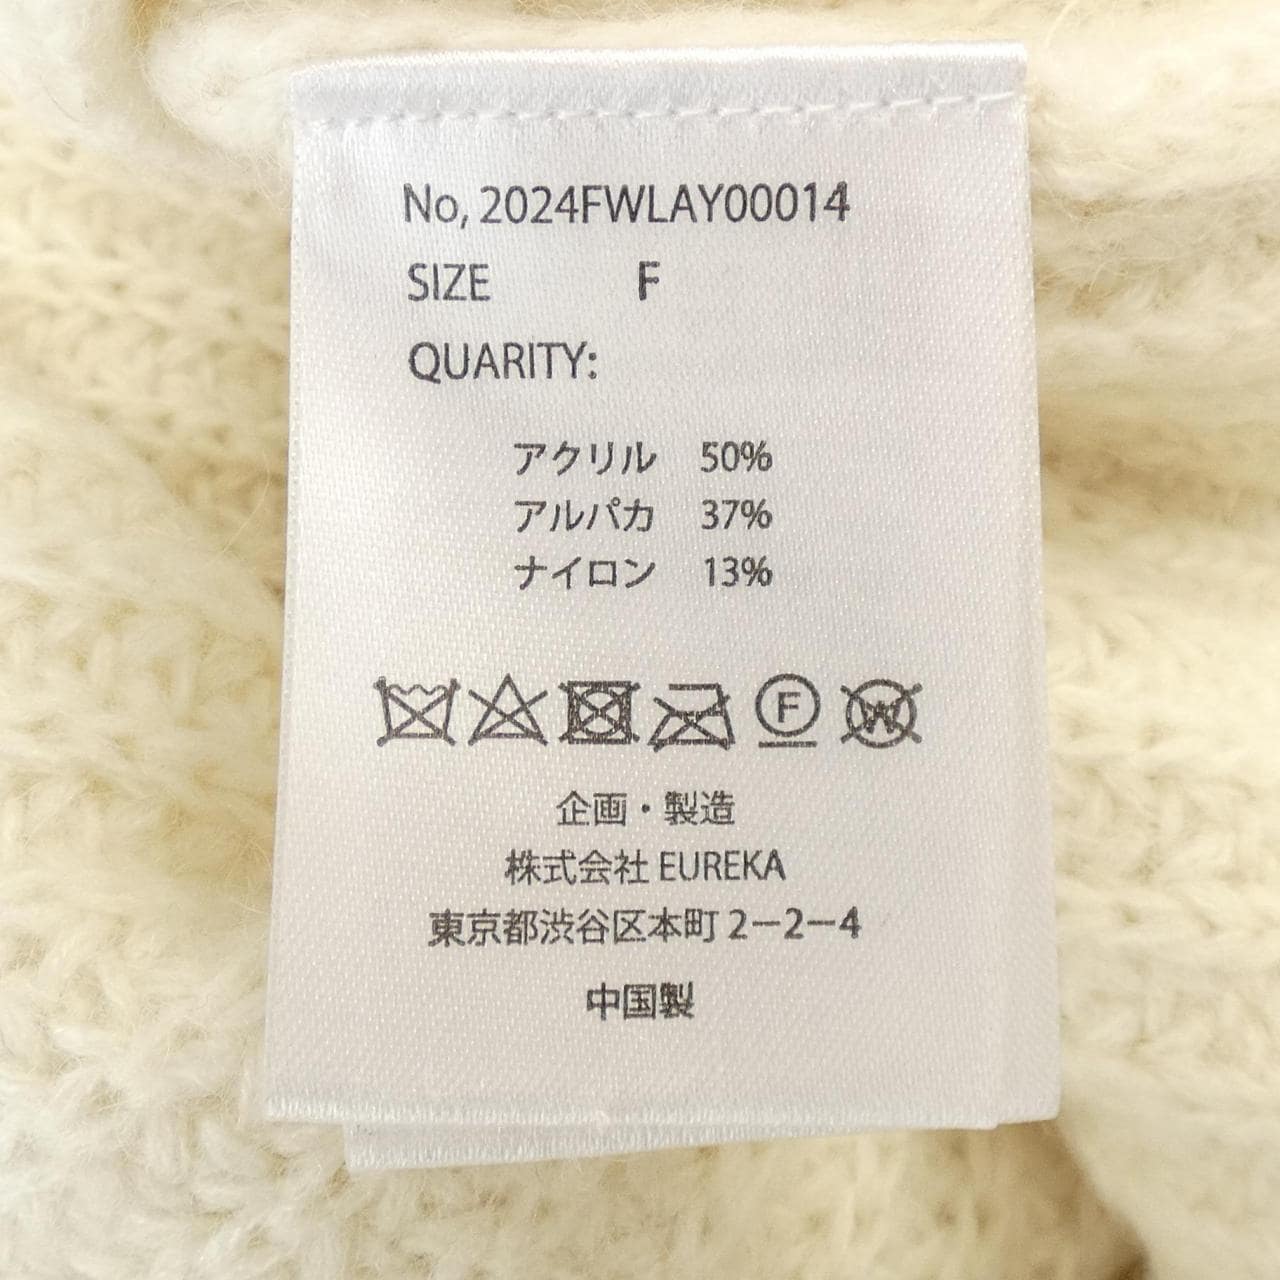 No, 2024FWLAY00014
SIZE F
QUARITY:
アクリル 50%
アルパカ 37%
ナイロン 13%
F W
企画・製造
株式会社 EUREKA
東京都渋谷区本町 2−2−4
中国製